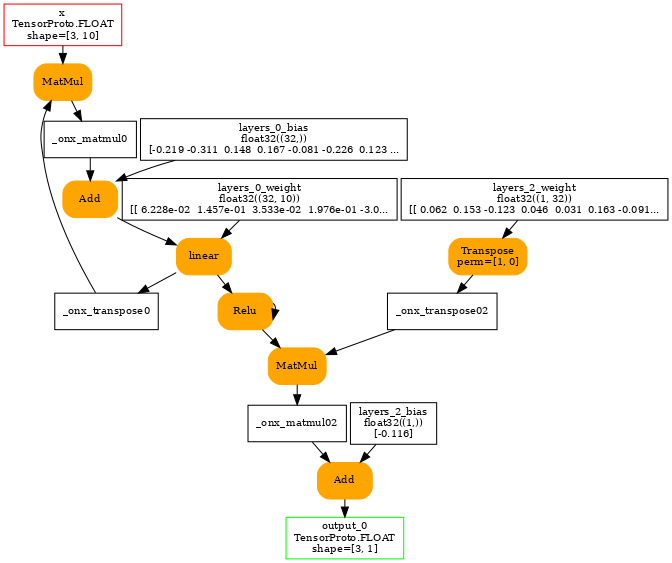 x
TensorProto.FLOAT
shape=[3, 10]
MatMul
_onx_matmul0
layers_0_bias
float32((32,))
[-0.219 -0.311 0.148 0.167 -0.081 -0.226 0.123 ...
Add
layers_0_weight
float32((32, 10))
[[ 6.228e-02 1.457e-01 3.533e-02 1.976e-01 -3.0...
layers_2_weight
float32((1, 32))
[[ 0.062 0.153 -0.123 0.046 0.031 0.163 -0.091...
linear
Transpose
perm=[1, 0]
_onx_transpose0
Relu
_onx_transpose02
MatMul
_onx_matmul02
layers_2_bias
float32((1,))
[-0.116]
Add
output_0
TensorProto.FLOAT
shape=[3, 1]